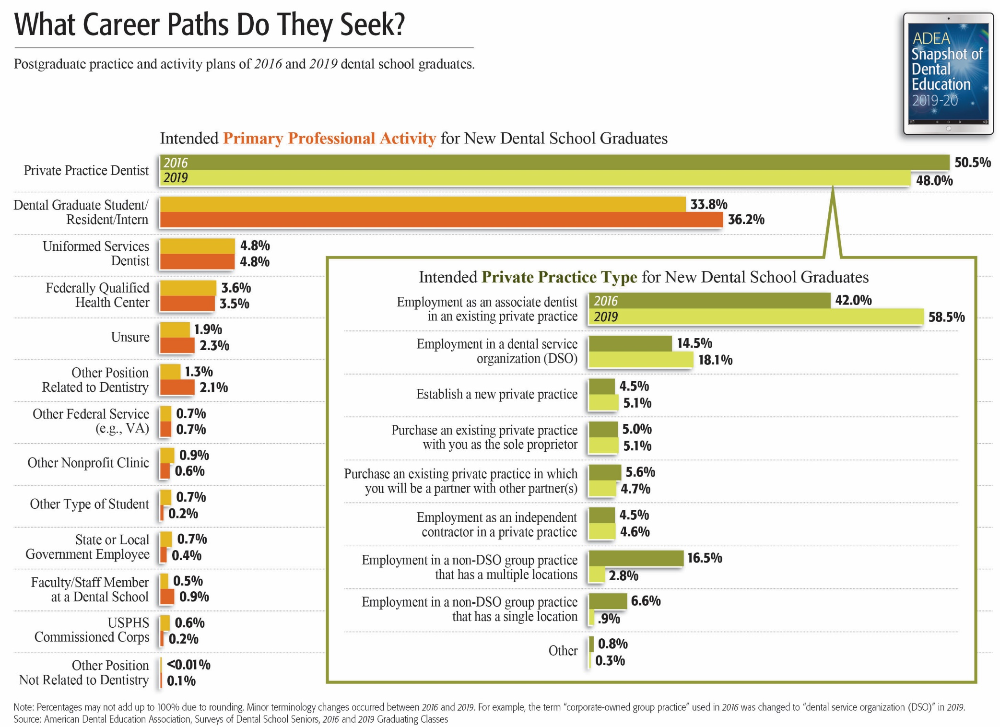 What Career Paths Do They Seek?
Postgraduate practice and activity plans of 2016 and 2019 dental school graduates.
ADEA
Snapshot of
Dental
Education
2019-20
Intended Primary Professional Activity for New Dental School Graduates
Private Practice Dentist
2016
50.5%
2019
48.0%
Dental Graduate Student/
Resident/Intern
33.8%
36.2%
Uniformed Services
Dentist
4.8%
4.8%
Federally Qualified
Health Center
3.6%
3.5%
Unsure
1.9%
2.3%
Other Position
Related to Dentistry
1.3%
2.1%
Other Federal Service
(e.g., VA)
0.7%
0.7%
Other Nonprofit Clinic
0.9%
0.6%
Other Type of Student
0.7%
0.2%
State or Local
Government Employee
0.7%
0.4%
Faculty/Staff Member
at a Dental School
0.5%
0.9%
USPHS
Commissioned Corps
0.6%
0.2%
Other Position
Not Related to Dentistry
<0.01%
0.1%
Intended Private Practice Type for New Dental School Graduates
Employment as an associate dentist
in an existing private practice
2016
42.0%
2019
58.5%
Employment in a dental service
organization (DSO)
14.5%
18.1%
Establish a new private practice
4.5%
5.1%
Purchase an existing private practice
with you as the sole proprietor
5.0%
5.1%
Purchase an existing private practice in which
you will be a partner with other partner(s)
5.6%
4.7%
Employment as an independent
contractor in a private practice
4.5%
4.6%
Employment in a non-DSO group practice
that has a multiple locations
16.5%
2.8%
Employment in a non-DSO group practice
that has a single location
6.6%
.9%
Other
0.8%
0.3%
Note: Percentages may not add up to 100% due to rounding. Minor terminology changes occurred between 2016 and 2019. For example, the term “corporate-owned group practice” used in 2016 was changed to “dental service organization (DSO)” in 2019.
Source: American Dental Education Association, Surveys of Dental School Seniors, 2016 and 2019 Graduating Classes